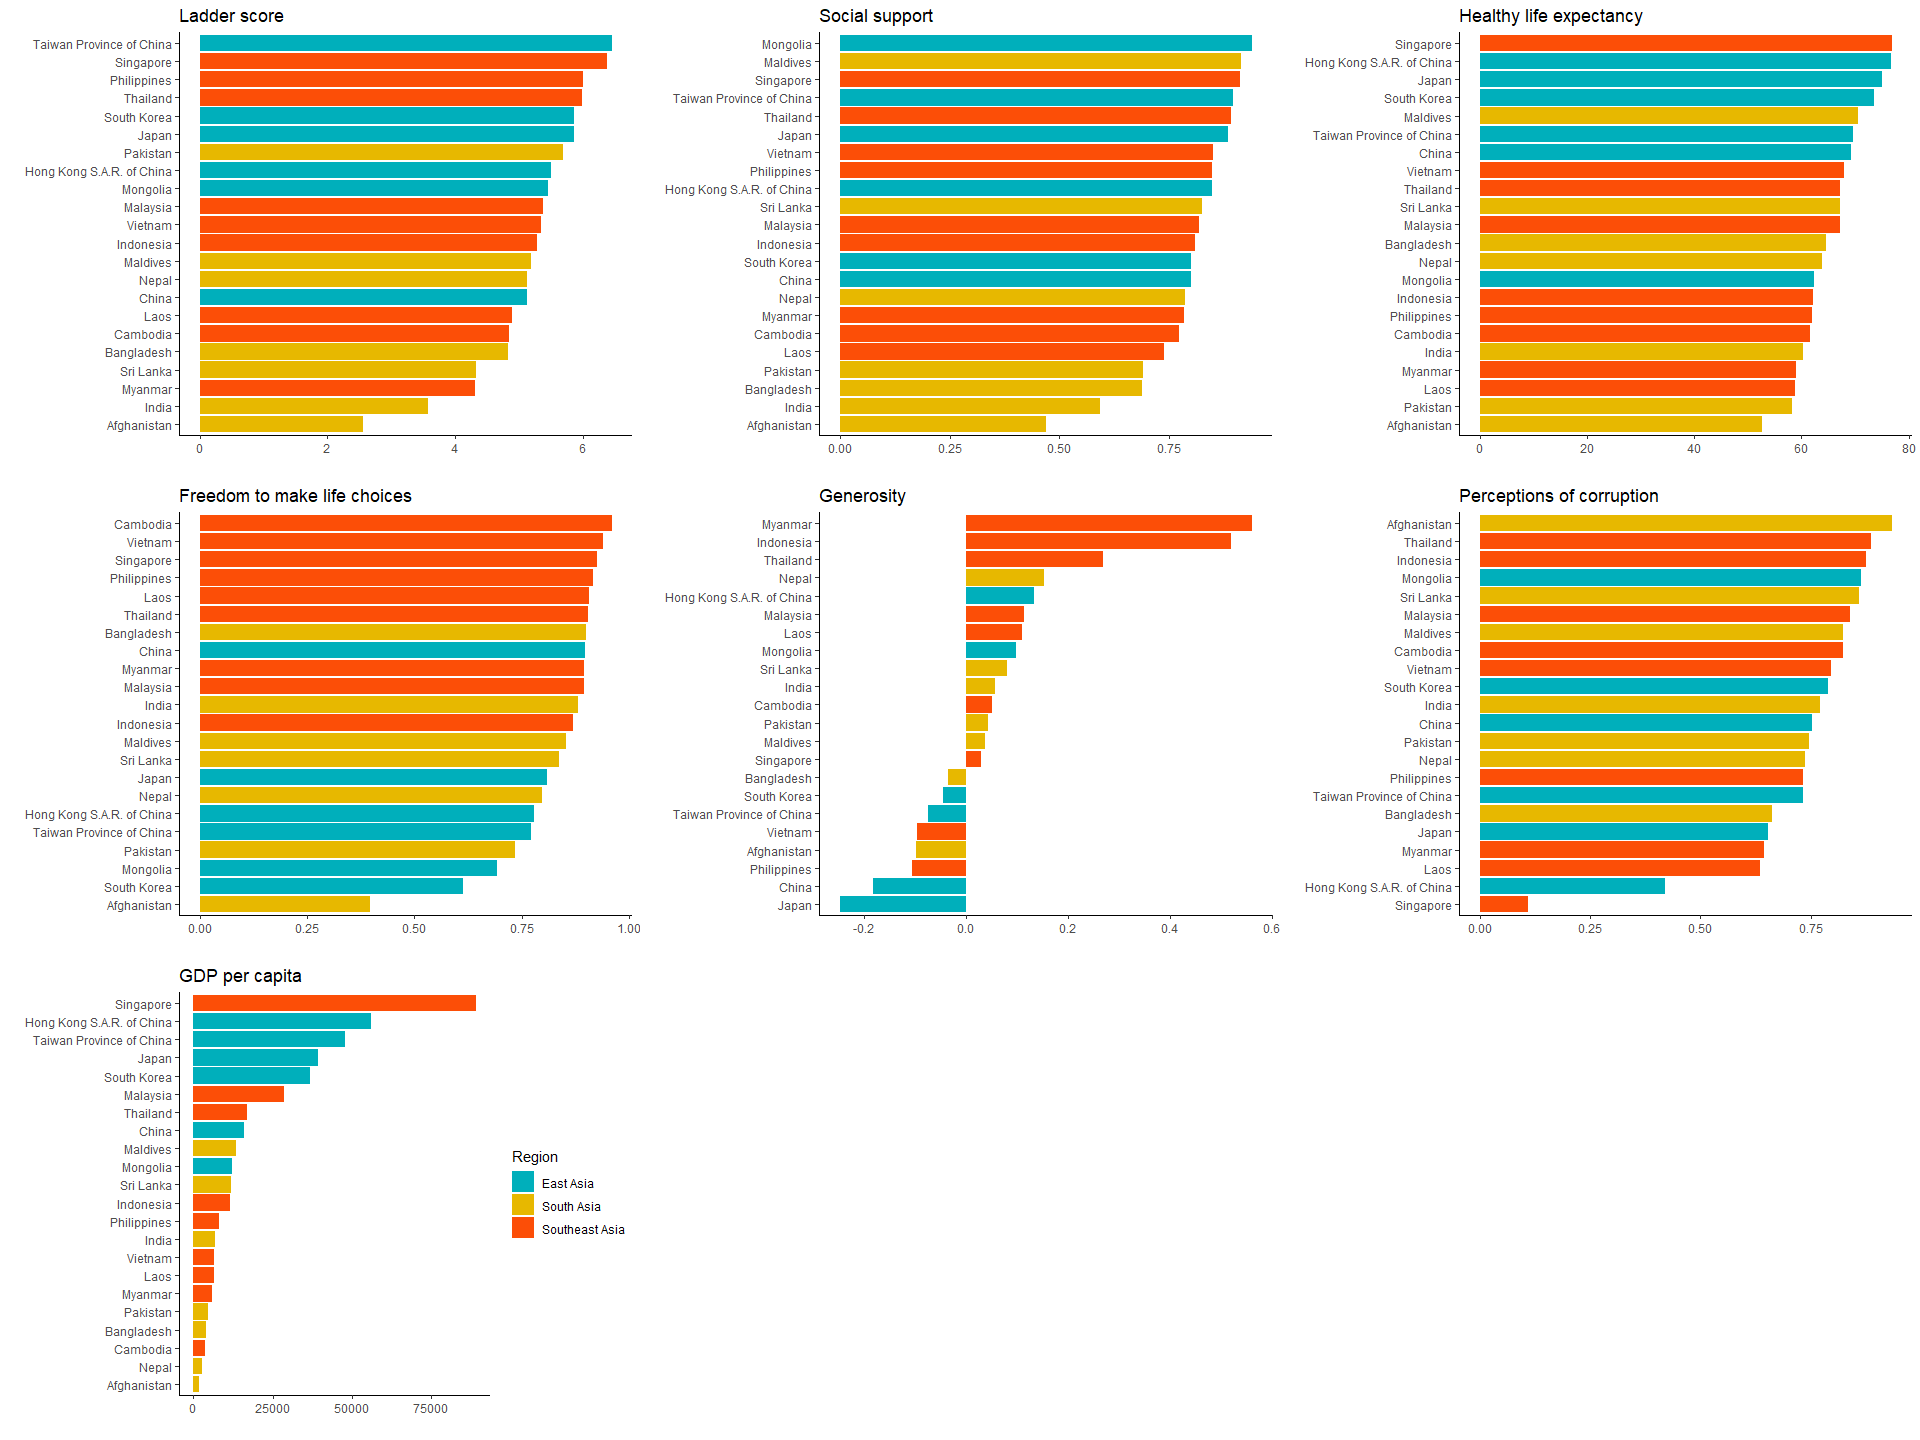 Ladder score
Taiwan Province of China
Singapore
Philippines
Thailand
South Korea
Japan
Pakistan
Hong Kong S.A.R. of China
Mongolia
Malaysia
Vietnam
Indonesia
Maldives
Nepal
China
Laos
Cambodia
Bangladesh
Sri Lanka
Myanmar
India
Afghanistan
0 2 4 6
Social support
Mongolia
Maldives
Singapore
Taiwan Province of China
Thailand
Japan
Vietnam
Philippines
Hong Kong S.A.R. of China
Sri Lanka
Malaysia
Indonesia
South Korea
China
Nepal
Myanmar
Cambodia
Laos
Pakistan
Bangladesh
India
Afghanistan
0.00 0.25 0.50 0.75
Healthy life expectancy
Singapore
Hong Kong S.A.R. of China
Japan
South Korea
Maldives
Taiwan Province of China
China
Vietnam
Thailand
Sri Lanka
Malaysia
Bangladesh
Nepal
Mongolia
Indonesia
Philippines
Cambodia
India
Myanmar
Laos
Pakistan
Afghanistan
0 20 40 60 80
Freedom to make life choices
Cambodia
Vietnam
Singapore
Philippines
Laos
Thailand
Bangladesh
China
Myanmar
Malaysia
India
Indonesia
Maldives
Sri Lanka
Japan
Nepal
Hong Kong S.A.R. of China
Taiwan Province of China
Pakistan
Mongolia
South Korea
Afghanistan
0.00 0.25 0.50 0.75 1.00
Generosity
Myanmar
Indonesia
Thailand
Nepal
Hong Kong S.A.R. of China
Malaysia
Laos
Mongolia
Sri Lanka
India
Cambodia
Pakistan
Maldives
Singapore
Bangladesh
South Korea
Taiwan Province of China
Vietnam
Afghanistan
Philippines
China
Japan
-0.2 0.0 0.2 0.4 0.6
Perceptions of corruption
Afghanistan
Thailand
Indonesia
Mongolia
Sri Lanka
Malaysia
Maldives
Cambodia
Vietnam
South Korea
India
China
Pakistan
Nepal
Philippines
Taiwan Province of China
Bangladesh
Japan
Myanmar
Laos
Hong Kong S.A.R. of China
Singapore
0.00 0.25 0.50 0.75
GDP per capita
Singapore
Hong Kong S.A.R. of China
Taiwan Province of China
Japan
South Korea
Malaysia
Thailand
China
Maldives
Mongolia
Sri Lanka
Indonesia
Philippines
India
Vietnam
Laos
Myanmar
Pakistan
Bangladesh
Cambodia
Nepal
Afghanistan
0 25000 50000 75000
Region
East Asia
South Asia
Southeast Asia